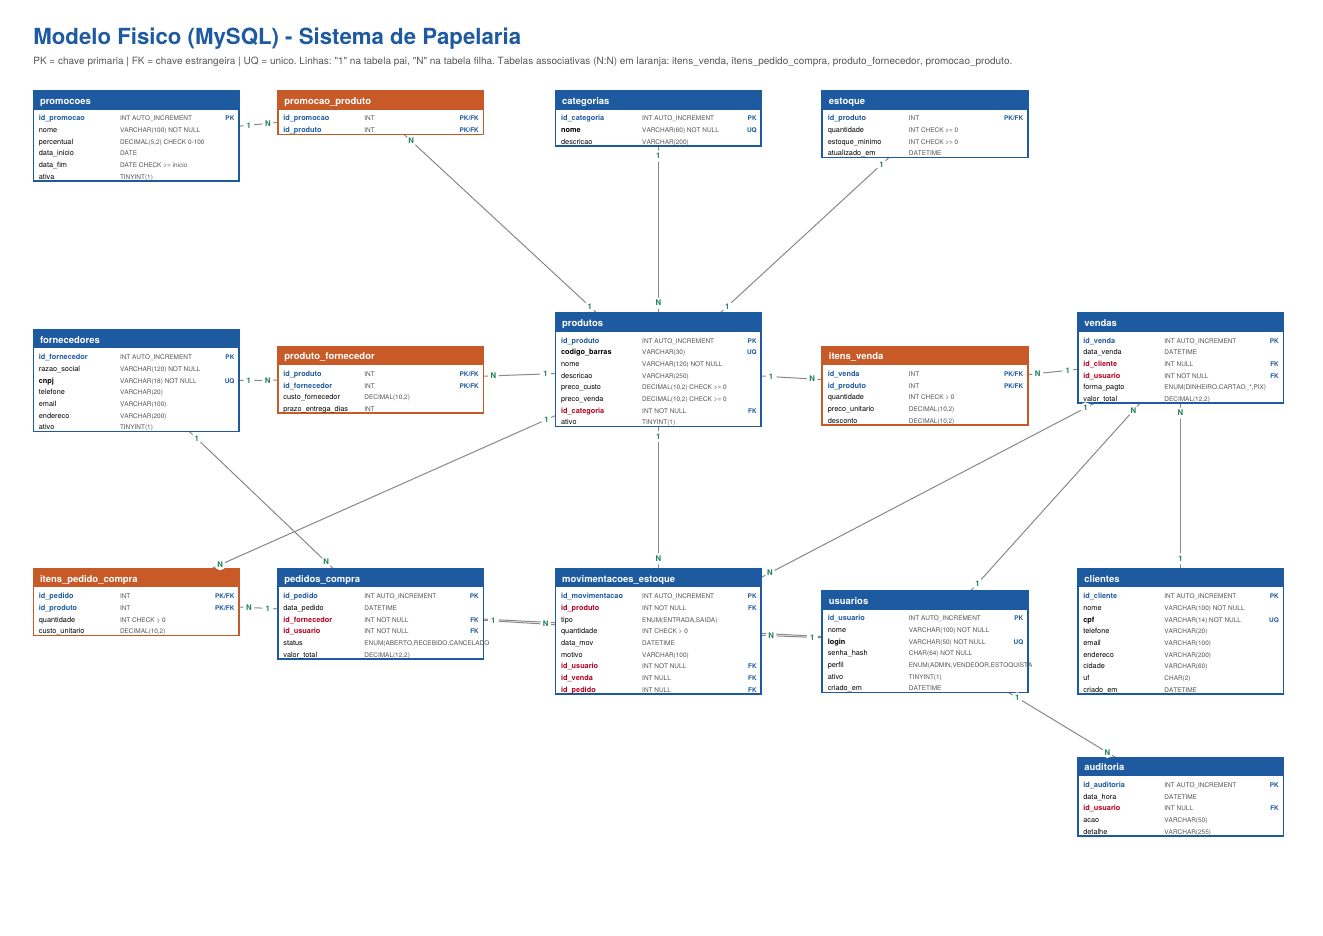 Modelo Fisico (MySQL) - Sistema de Papelaria
PK = chave primaria | FK = chave estrangeira | UQ = unico. Linhas: "1" na tabela pai, "N" na tabela filha. Tabelas associativas (N:N) em laranja: itens_venda, itens_pedido_compra, produto_fornecedor, promocao_produto.
promocoes
id_promocao INT AUTO_INCREMENT PK
nome VARCHAR(100) NOT NULL
percentual DECIMAL(5,2) CHECK 0-100
data_inicio DATE
data_fim DATE CHECK >= inicio
ativa TINYINT(1)
1 N
promocao_produto
id_promocao INT PK/FK
id_produto INT PK/FK
N
categorias
id_categoria INT AUTO_INCREMENT PK
nome VARCHAR(60) NOT NULL UQ
descricao VARCHAR(200)
1
estoque
id_produto INT PK/FK
quantidade INT CHECK >= 0
estoque_minimo INT CHECK >= 0
atualizado_em DATETIME
1
1 N 1
fornecedores
id_fornecedor INT AUTO_INCREMENT PK
razao_social VARCHAR(120) NOT NULL
cnpj VARCHAR(18) NOT NULL UQ
telefone VARCHAR(20)
email VARCHAR(100)
endereco VARCHAR(200)
ativo TINYINT(1)
1
1 N
produto_fornecedor
id_produto INT PK/FK
id_fornecedor INT PK/FK
custo_fornecedor DECIMAL(10,2)
prazo_entrega_dias INT
N 1
produtos
id_produto INT AUTO_INCREMENT PK
codigo_barras VARCHAR(30) UQ
nome VARCHAR(120) NOT NULL
descricao VARCHAR(250)
preco_custo DECIMAL(10,2) CHECK >= 0
preco_venda DECIMAL(10,2) CHECK >= 0
id_categoria INT NOT NULL FK
ativo TINYINT(1)
1
1
1 N
itens_venda
id_venda INT PK/FK
id_produto INT PK/FK
quantidade INT CHECK > 0
preco_unitario DECIMAL(10,2)
desconto DECIMAL(10,2)
N 1
vendas
id_venda INT AUTO_INCREMENT PK
data_venda DATETIME
id_cliente INT NULL FK
id_usuario INT NOT NULL FK
forma_pagto ENUM(DINHEIRO,CARTAO_*,PIX)
valor_total DECIMAL(12,2)
1 N N
N
itens_pedido_compra
id_pedido INT PK/FK
id_produto INT PK/FK
quantidade INT CHECK > 0
custo_unitario DECIMAL(10,2)
N 1
N
pedidos_compra
id_pedido INT AUTO_INCREMENT PK
data_pedido DATETIME
id_fornecedor INT NOT NULL FK
id_usuario INT NOT NULL FK
status ENUM(ABERTO,RECEBIDO,CANCELADO
valor_total DECIMAL(12,2)
1 N
N N
movimentacoes_estoque
id_movimentacao INT AUTO_INCREMENT PK
id_produto INT NOT NULL FK
tipo ENUM(ENTRADA,SAIDA)
quantidade INT CHECK > 0
data_mov DATETIME
motivo VARCHAR(100)
id_usuario INT NOT NULL FK
id_venda INT NULL FK
id_pedido INT NULL FK
N 1
1
usuarios
id_usuario INT AUTO_INCREMENT PK
nome VARCHAR(100) NOT NULL
login VARCHAR(50) NOT NULL UQ
senha_hash CHAR(64) NOT NULL
perfil ENUM(ADMIN,VENDEDOR,ESTOQUISTA
ativo TINYINT(1)
criado_em DATETIME
1
1
clientes
id_cliente INT AUTO_INCREMENT PK
nome VARCHAR(100) NOT NULL
cpf VARCHAR(14) NOT NULL UQ
telefone VARCHAR(20)
email VARCHAR(100)
endereco VARCHAR(200)
cidade VARCHAR(60)
uf CHAR(2)
criado_em DATETIME
N
auditoria
id_auditoria INT AUTO_INCREMENT PK
data_hora DATETIME
id_usuario INT NULL FK
acao VARCHAR(50)
detalhe VARCHAR(255)